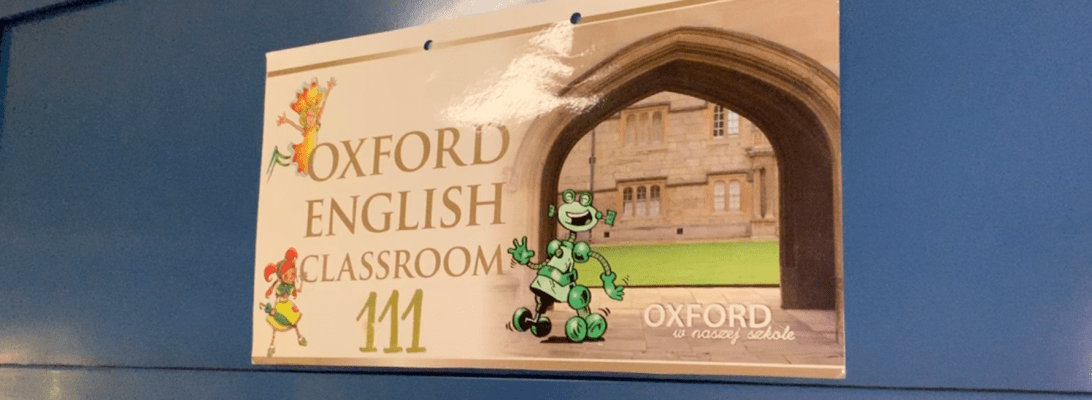 OXFORD
ENGLISH
CLASSROOM
111
OXFORD
w naszej szkole